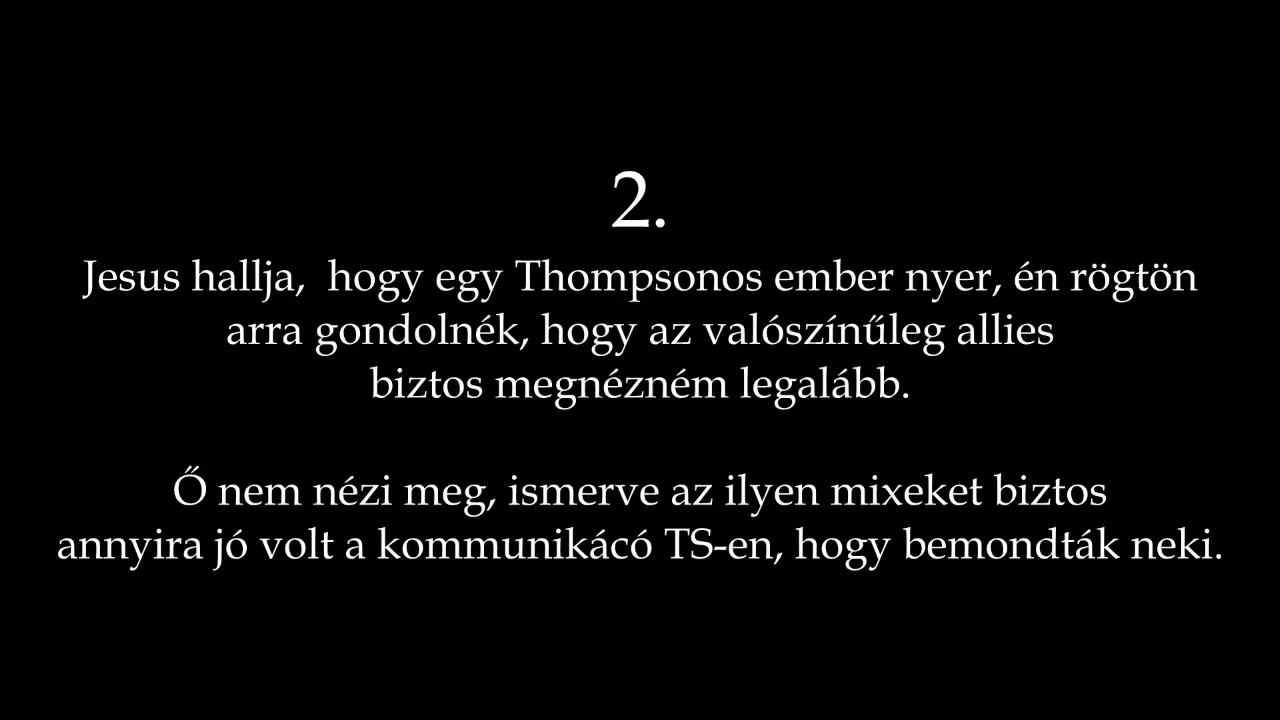 2.
Jesus hallja,  hogy egy Thompsonos ember nyer, én rögtön
arra gondolnék, hogy az valószínűleg allies
biztos megnézném legalább.
Ő nem nézi meg, ismerve az ilyen mixeket biztos
annyira jó volt a kommunikácó TS-en, hogy bemondták neki.